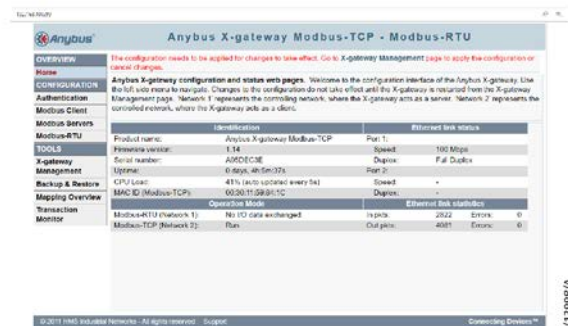 Anybus
Anybus X-gateway Modbus-TCP - Modbus-RTU
OVERVIEW
Home
CONFIGURATION
Authentication
Modbus Client
Modbus Servers
Modbus-RTU
TOOLS
X-gateway
Management
Backup & Restore
Mapping Overview
Transaction
Monitor
The configuration needs to be applied for changes to take effect. Go to X-gateway Management page to apply the configuration or
cancel changes.
Anybus X-gateway configuration and status web pages. Welcome to the configuration interface of the Anybus X-gateway. Use
the left side menu to navigate. Changes to the configuration do not take effect until the X-gateway is restarted from the X-gateway
Management page. 'Network 1' represents the controlling network, where the X-gateway acts as a server. 'Network 2' represents the
controlled network, where the X-gateway acts as a client.
Identification
Product name: Anybus X-gateway Modbus-TCP
Firmware version: 1.14
Serial number:
Uptime: 0 days, 4h:5m:37s
CPU Load: 41% (auto updated every 5s)
MAC ID (Modbus-TCP):
Ethernet link status
Port 1:
Speed: 100 Mbps
Duplex: Full Duplex
Port 2:
Speed: -
Duplex: -
Operation Mode
Modbus-RTU (Network 1): No I/O data exchanged
Modbus-TCP (Network 2): Run
Ethernet link statistics
In pkts: 2822 Errors: 0
Out pkts: 4081 Errors: 0
© 2011 HMS Industrial Networks - All rights reserved Support
Connecting Devices™